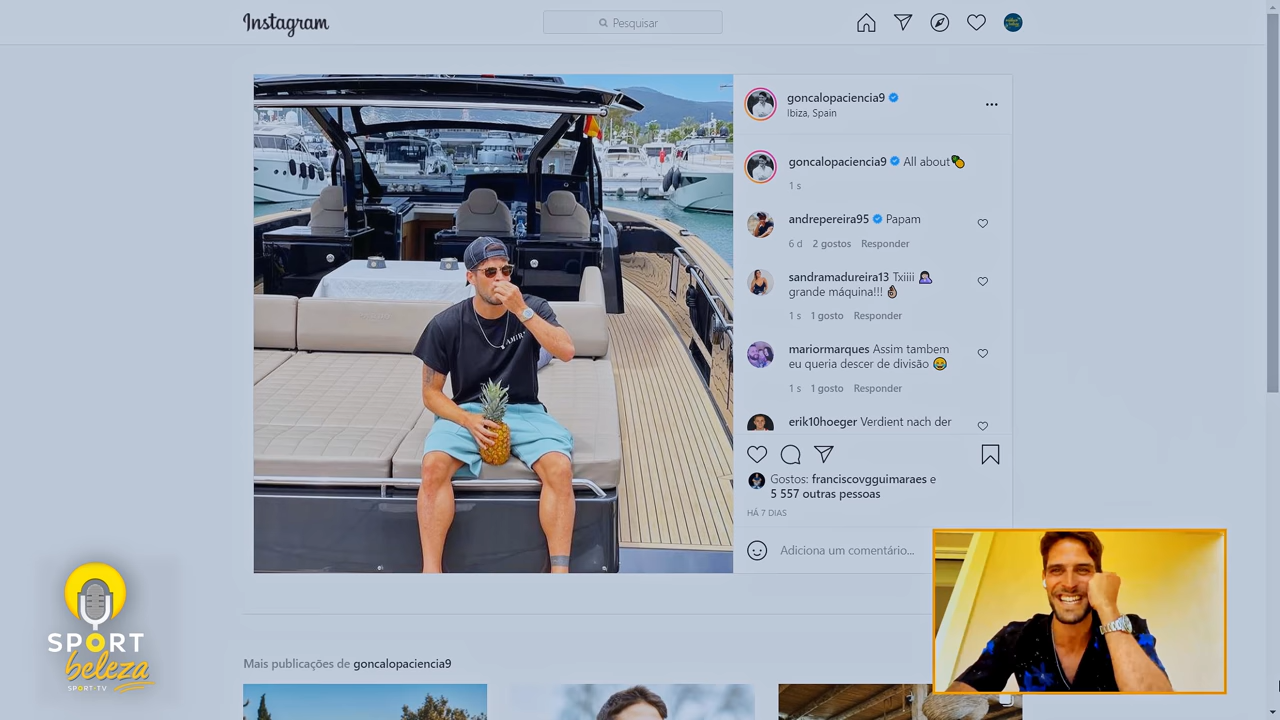 Instagram
Pesquisar
goncalopaciencia9
Ibiza, Spain
goncalopaciencia9 All about
1 s
andrepereira95 Papam
6 d 2 gostos Responder
sandramadureira13 Txiiii
grande máquina!!!
1 s 1 gosto Responder
mariormarques Assim tambem
eu queria descer de divisão
1 s 1 gosto Responder
erik10hoeger Verdient nach der
Gostos: franciscovgguimaraes e
5 557 outras pessoas
HÁ 7 DIAS
Adiciona um comentário...
AMIRI
SPORT
beleza
SPORT·TV
Mais publicações de goncalopaciencia9